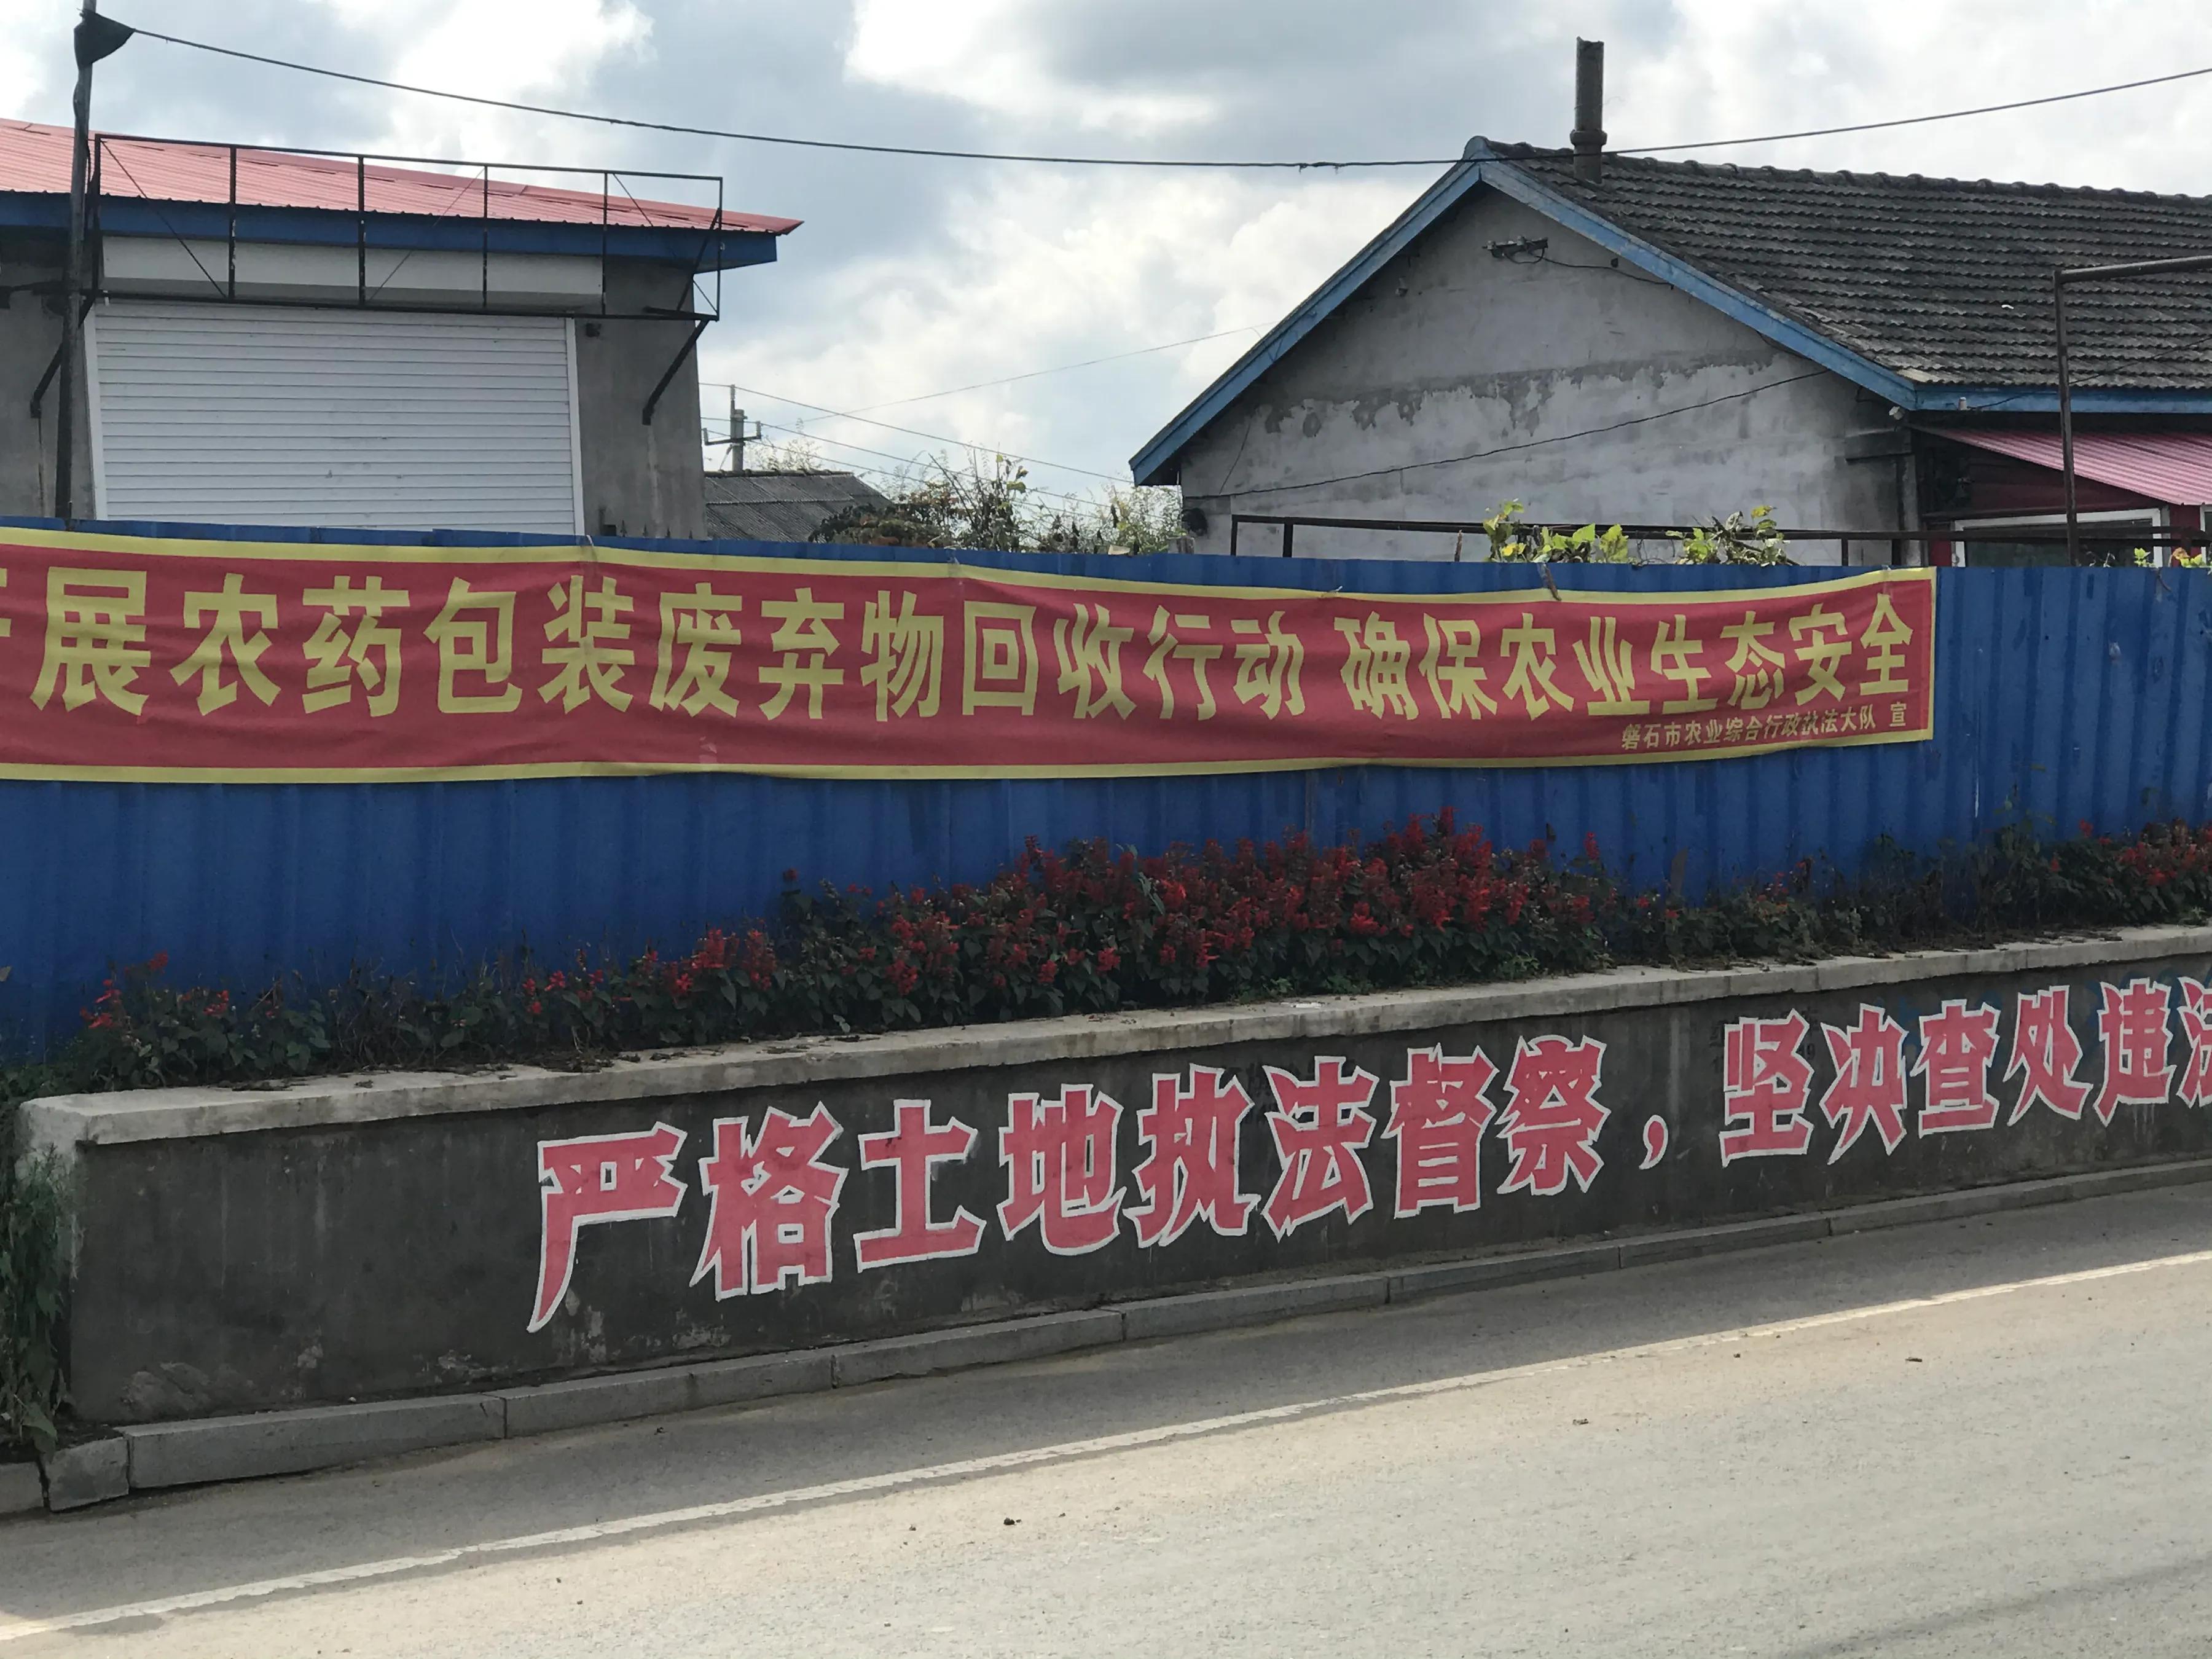 展农药包装废弃物回收行动 确保农业生态安全
磐石市农业综合行政执法大队 宣
严格土地执法督察，坚决查处违